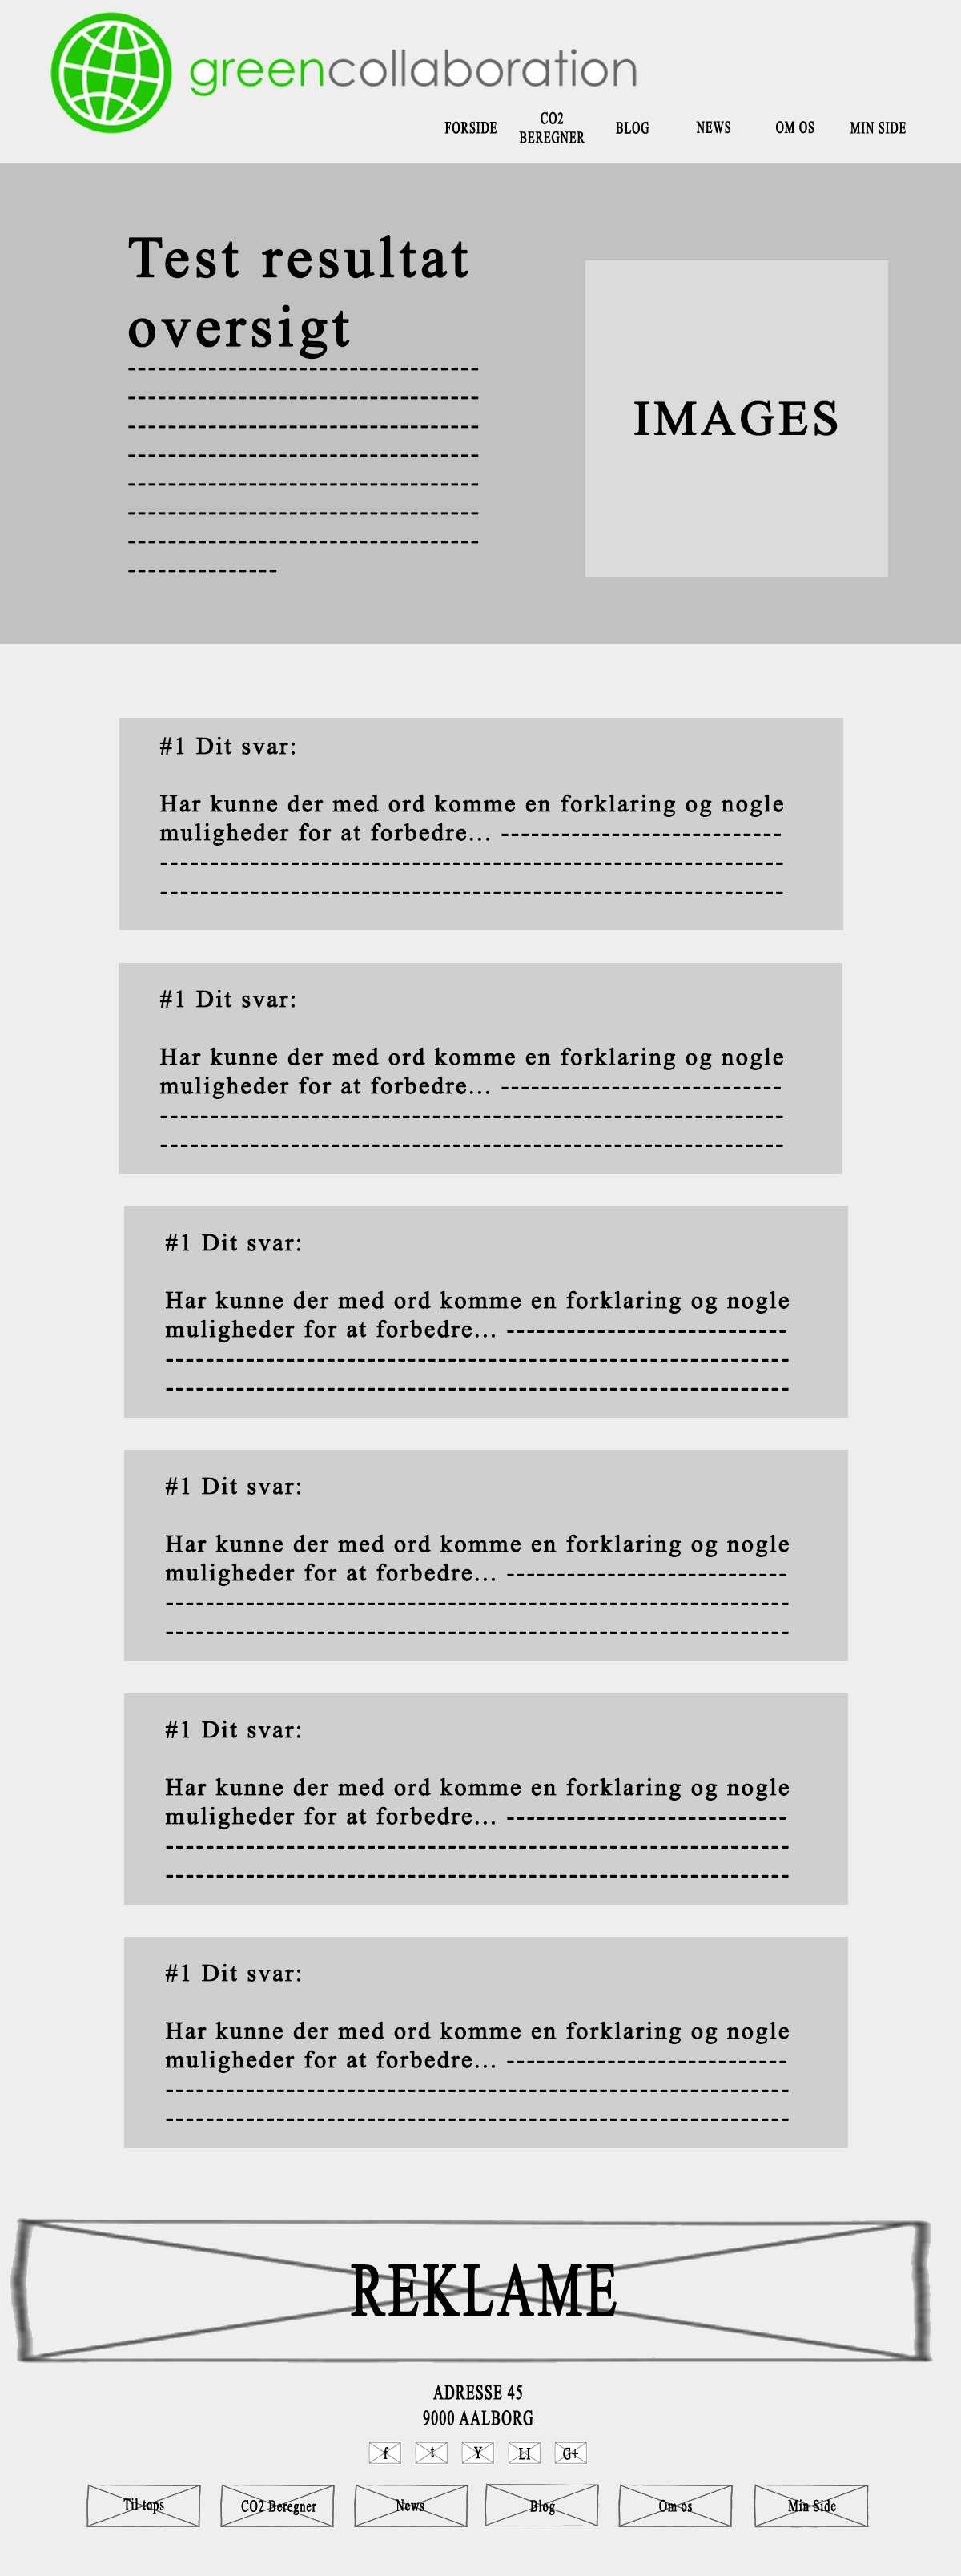 greencollaboration
FORSIDE
CO2
BEREGNER
BLOG
NEWS
OM OS
MIN SIDE
Test resultat
oversigt
-----------------------------------
-----------------------------------
-----------------------------------
-----------------------------------
-----------------------------------
-----------------------------------
-----------------------------------
---------------
IMAGES
#1 Dit svar:
Har kunne der med ord komme en forklaring og nogle
muligheder for at forbedre... ----------------------------
--------------------------------------------------------------
--------------------------------------------------------------
#1 Dit svar:
Har kunne der med ord komme en forklaring og nogle
muligheder for at forbedre... ----------------------------
--------------------------------------------------------------
--------------------------------------------------------------
#1 Dit svar:
Har kunne der med ord komme en forklaring og nogle
muligheder for at forbedre... ----------------------------
--------------------------------------------------------------
--------------------------------------------------------------
#1 Dit svar:
Har kunne der med ord komme en forklaring og nogle
muligheder for at forbedre... ----------------------------
--------------------------------------------------------------
--------------------------------------------------------------
#1 Dit svar:
Har kunne der med ord komme en forklaring og nogle
muligheder for at forbedre... ----------------------------
--------------------------------------------------------------
--------------------------------------------------------------
#1 Dit svar:
Har kunne der med ord komme en forklaring og nogle
muligheder for at forbedre... ----------------------------
--------------------------------------------------------------
--------------------------------------------------------------
REKLAME
ADRESSE 45
9000 AALBORG
f t Y LI G+
Til tops
CO2 Beregner
News
Blog
Om os
Min Side